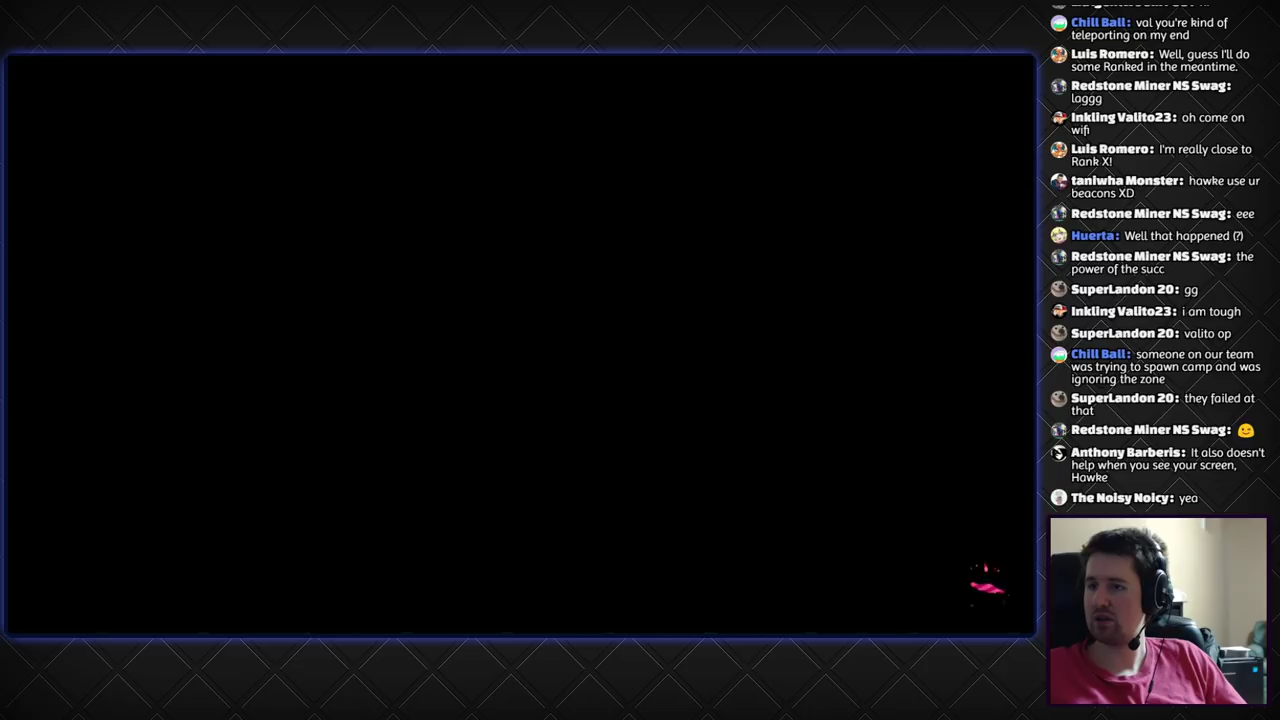 Chill Ball: val you're kind of
teleporting on my end
Luis Romero: Well, guess I'll do
some Ranked in the meantime.
Redstone Miner NS Swag:
laggg
Inkling Valito23: oh come on
wifi
Luis Romero: I'm really close to
Rank X!
taniwha Monster: hawke use ur
beacons XD
Redstone Miner NS Swag: eee
Huerta: Well that happened (?)
Redstone Miner NS Swag: the
power of the succ
SuperLandon 20: gg
Inkling Valito23: i am tough
SuperLandon 20: valito op
Chill Ball: someone on our team
was trying to spawn camp and was
ignoring the zone
SuperLandon 20: they failed at
that
Redstone Miner NS Swag:
Anthony Barberis: It also doesn't
help when you see your screen,
Hawke
The Noisy Noicy: yea